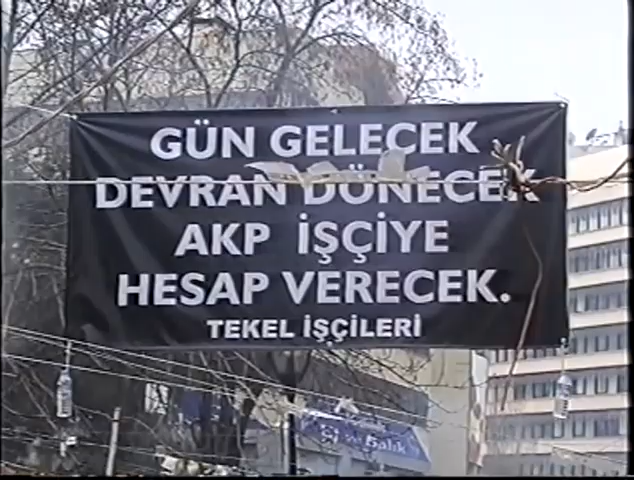 GÜN GELECEK
DEVRAN DÖNECEK
AKP İŞÇİYE
HESAP VERECEK.
TEKEL İŞÇİLERİ